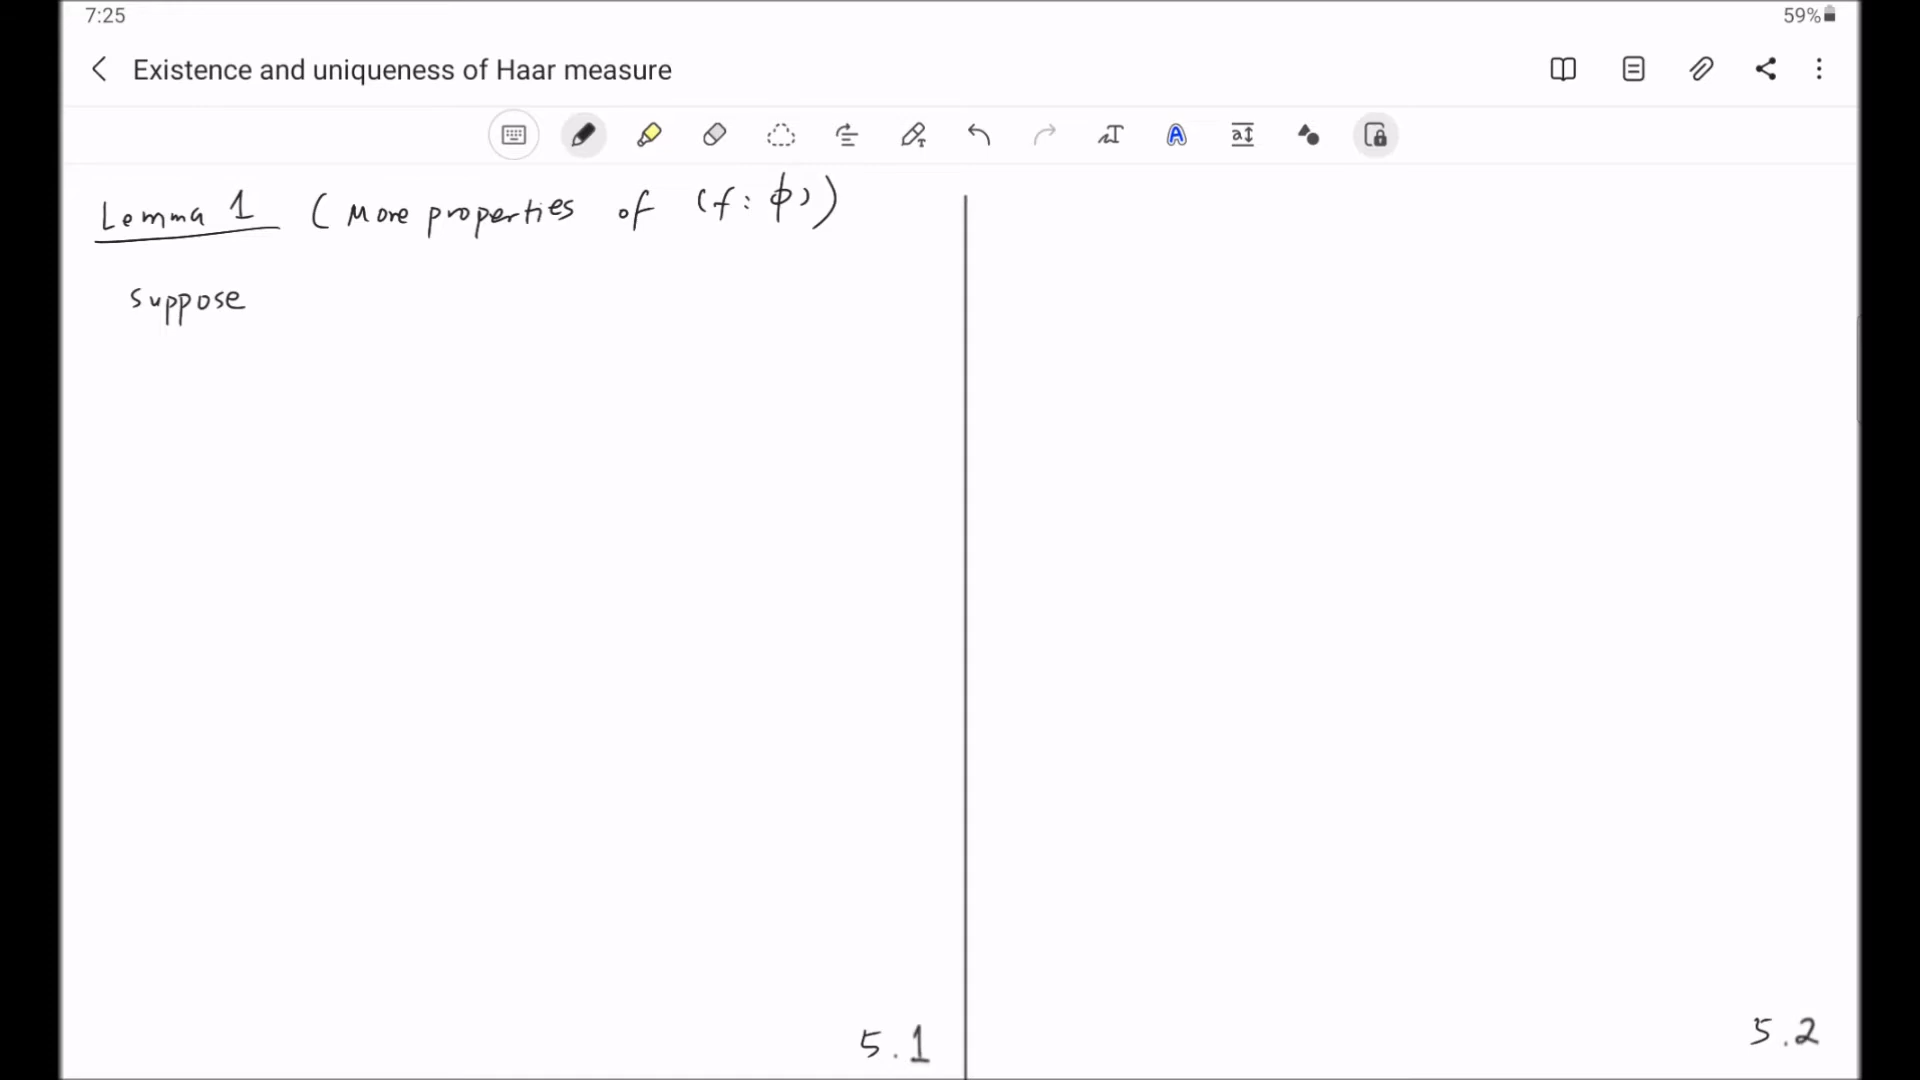 7:25
59%
Existence and uniqueness of Haar measure
Lemma 1 (More properties of (f: ϕ))
suppose
5.1
5.2